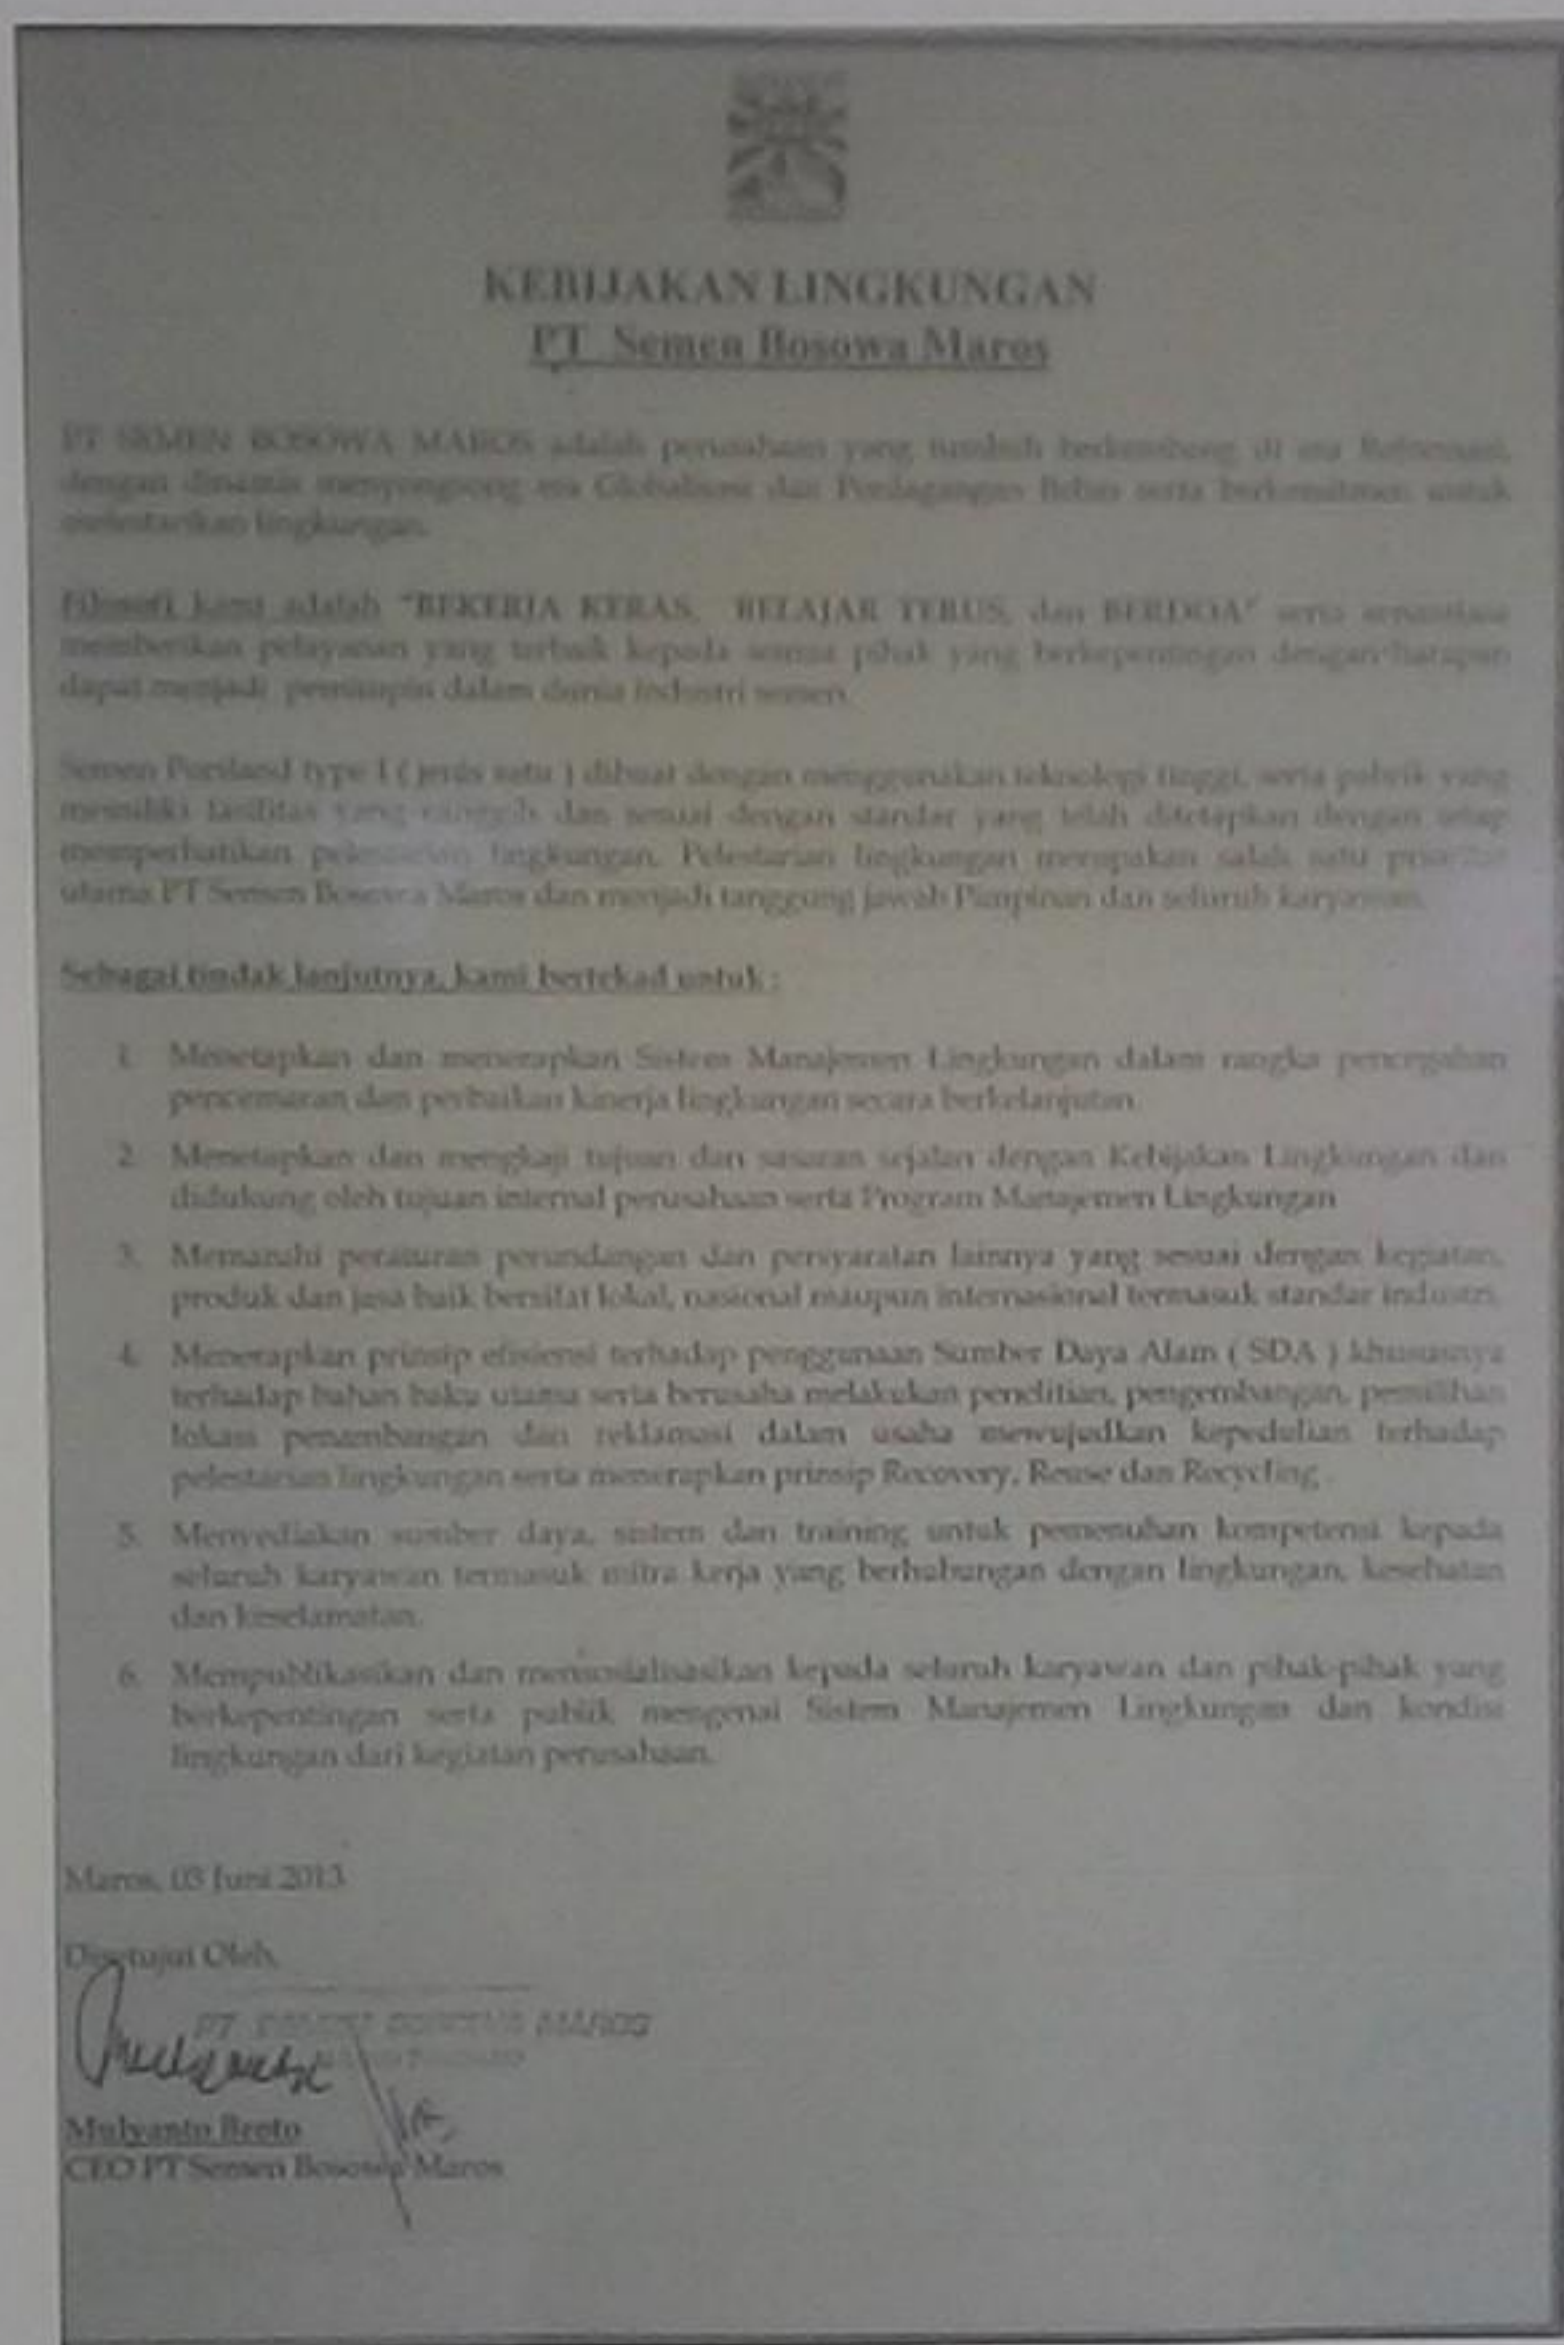 KEBIJAKAN LINGKUNGAN
PT Semen Bosowa Maros
PT SEMEN BOSOWA MAROS adalah perusahaan yang tumbuh berkembang di era Reformasi,
dengan dinamis menyongsong era Globalisasi dan Perdagangan Bebas serta berkomitmen untuk
melestarikan lingkungan.
Filosofi kami adalah "BEKERJA KERAS, BELAJAR TERUS, dan BERDOA" serta senantiasa
memberikan pelayanan yang terbaik kepada semua pihak yang berkepentingan dengan harapan
dapat menjadi pemimpin dalam dunia industri semen.
Semen Portland type I ( jenis satu ) dibuat dengan menggunakan teknologi tinggi, serta pabrik yang
memiliki fasilitas yang canggih dan sesuai dengan standar yang telah ditetapkan dengan tetap
memperhatikan pelestarian lingkungan. Pelestarian lingkungan merupakan salah satu prioritas
utama PT Semen Bosowa Maros dan menjadi tanggung jawab Pimpinan dan seluruh karyawan.
Sebagai tindak lanjutnya, kami bertekad untuk :
1. Menetapkan dan menerapkan Sistem Manajemen Lingkungan dalam rangka pencegahan
pencemaran dan perbaikan kinerja lingkungan secara berkelanjutan.
2. Menetapkan dan mengkaji tujuan dan sasaran sejalan dengan Kebijakan Lingkungan dan
didukung oleh tujuan internal perusahaan serta Program Manajemen Lingkungan
3. Memanuhi peraturan perundangan dan persyaratan lainnya yang sesuai dengan kegiatan,
produk dan jasa baik bersifat lokal, nasional maupun internasional termasuk standar industri.
4. Menerapkan prinsip efisiensi terhadap penggunaan Sumber Daya Alam ( SDA ) khususnya
terhadap bahan baku utama serta berusaha melakukan penelitian, pengembangan, pemilihan
lokasi penambangan dan reklamasi dalam usaha mewujudkan kepedulian terhadap
pelestarian lingkungan serta menerapkan prinsip Recovery, Reuse dan Recycling .
5. Menyediakan sumber daya, sistem dan training untuk pemenuhan kompetensi kepada
seluruh karyawan termasuk mitra kerja yang berhubungan dengan lingkungan, kesehatan
dan keselamatan.
6. Mempublikasikan dan mensosialisasikan kepada seluruh karyawan dan pihak-pihak yang
berkepentingan serta publik mengenai Sistem Manajemen Lingkungan dan kondisi
lingkungan dari kegiatan perusahaan.
Maros, 03 Juni 2013
Disetujui Oleh,
PT SEMEN BOSOWA MAROS
Mulyanto Broto
CEO PT Semen Bosowa Maros